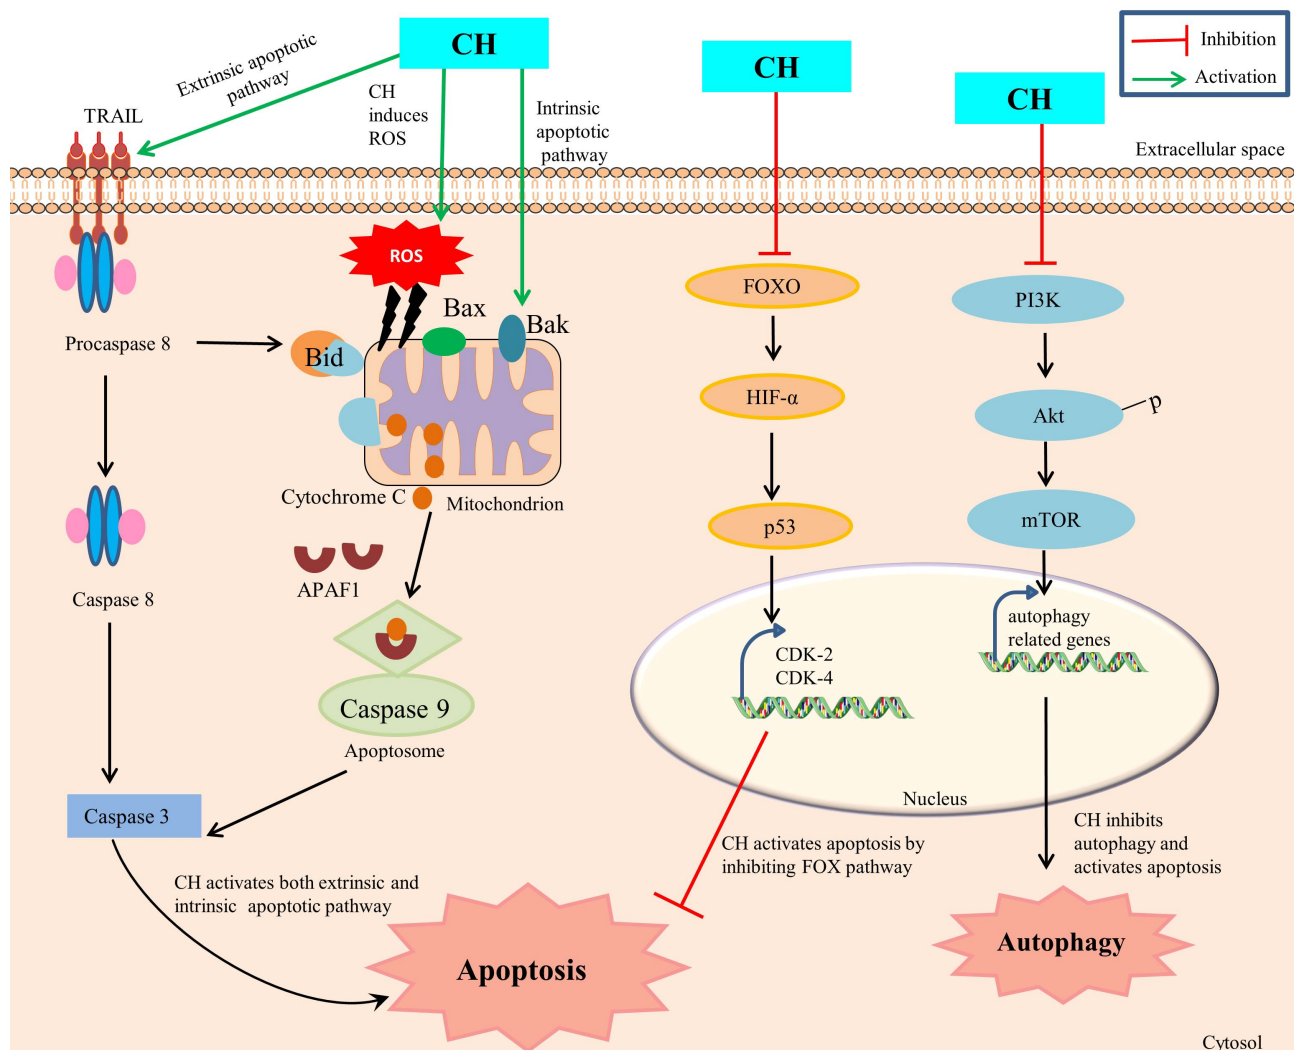 CH
CH
CH
Inhibition
Activation
Extrinsic apoptotic
pathway
CH
induces
ROS
Intrinsic
apoptotic
pathway
TRAIL
Extracellular space
ROS
Bax
Bak
Bid
Procaspase 8
Cytochrome C
Mitochondrion
APAF1
Caspase 8
Caspase 9
Apoptosome
Caspase 3
CH activates both extrinsic and
intrinsic apoptotic pathway
Apoptosis
FOXO
HIF-α
p53
CDK-2
CDK-4
PI3K
Akt
p
mTOR
autophagy
related genes
Nucleus
CH activates apoptosis by
inhibiting FOX pathway
CH inhibits
autophagy and
activates apoptosis
Autophagy
Cytosol